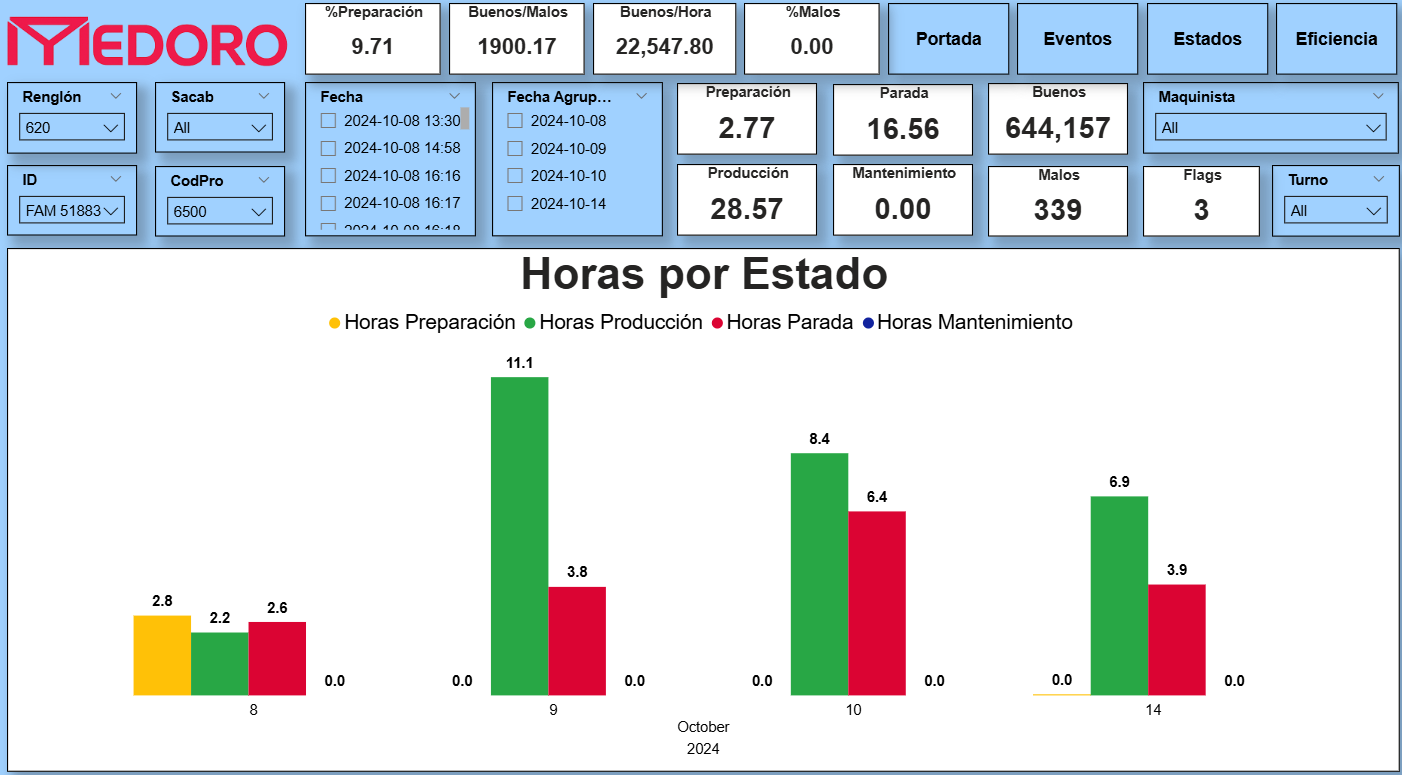 MEDORO
%Preparación
9.71
Buenos/Malos
1900.17
Buenos/Hora
22,547.80
%Malos
0.00
Portada
Eventos
Estados
Eficiencia
Renglón
620
Sacab
All
Fecha
2024-10-08 13:30
2024-10-08 14:58
2024-10-08 16:16
2024-10-08 16:17
2024-10-08 16:18
Fecha Agrup...
2024-10-08
2024-10-09
2024-10-10
2024-10-14
Preparación
2.77
Parada
16.56
Buenos
644,157
Maquinista
All
ID
FAM 51883
CodPro
6500
Producción
28.57
Mantenimiento
0.00
Malos
339
Flags
3
Turno
All
Horas por Estado
Horas Preparación Horas Producción Horas Parada Horas Mantenimiento
2.8
2.2
2.6
0.0
0.0
11.1
3.8
0.0
0.0
8.4
6.4
0.0
0.0
6.9
3.9
0.0
8
9
10
14
October
2024